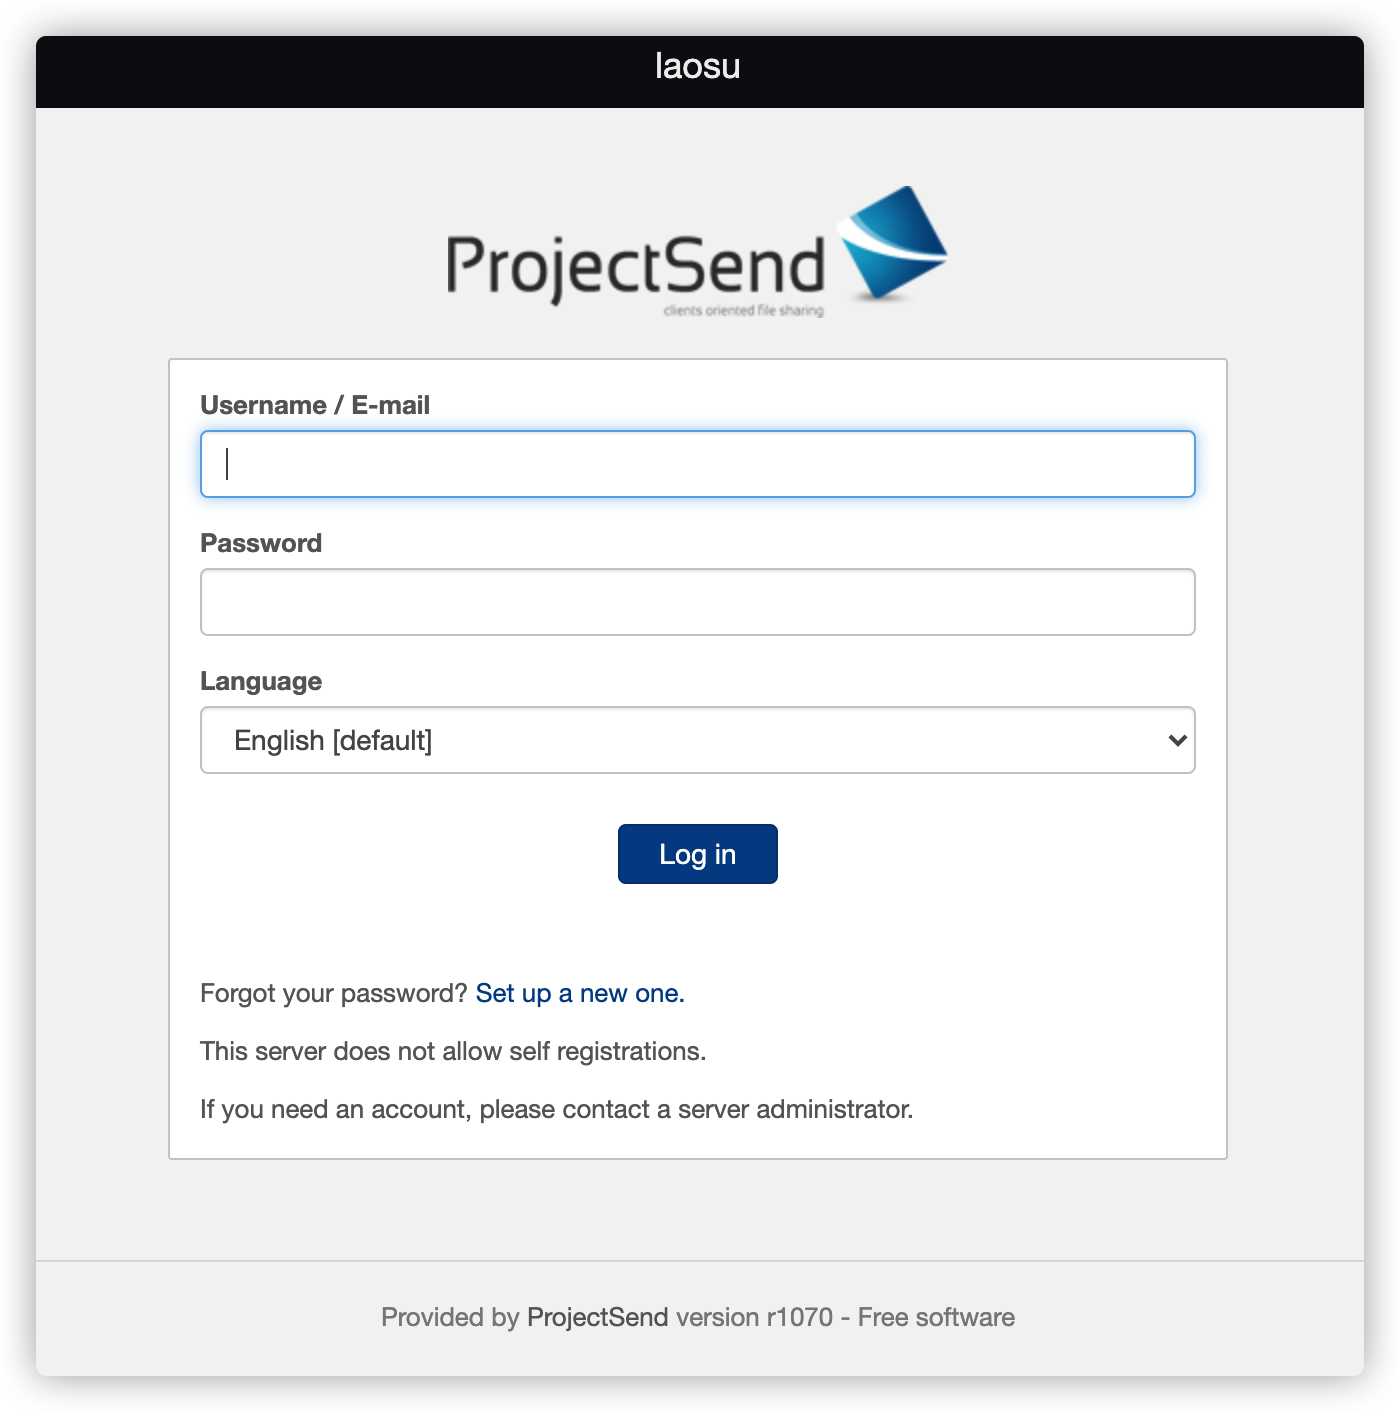 laosu
ProjectSend
clients oriented file sharing
Username / E-mail
Password
Language
English [default]
Log in
Forgot your password? Set up a new one.
This server does not allow self registrations.
If you need an account, please contact a server administrator.
Provided by ProjectSend version r1070 - Free software